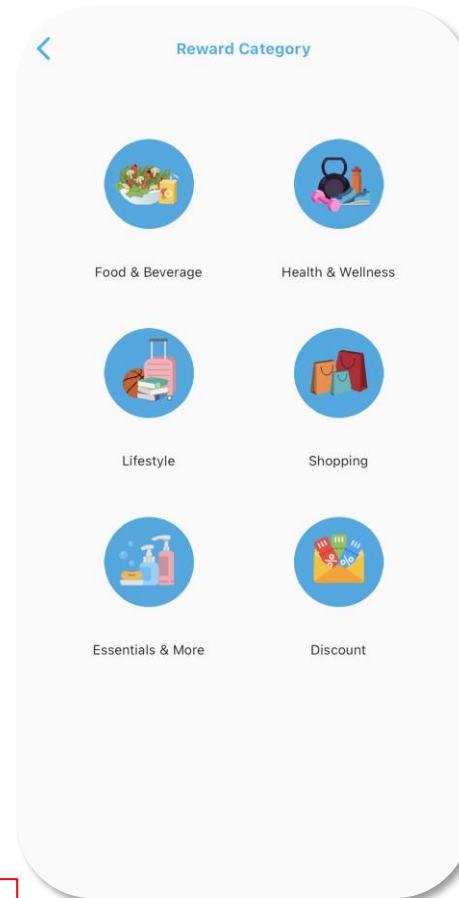 Reward Category
Food & Beverage
Health & Wellness
Lifestyle
Shopping
Essentials & More
Discount